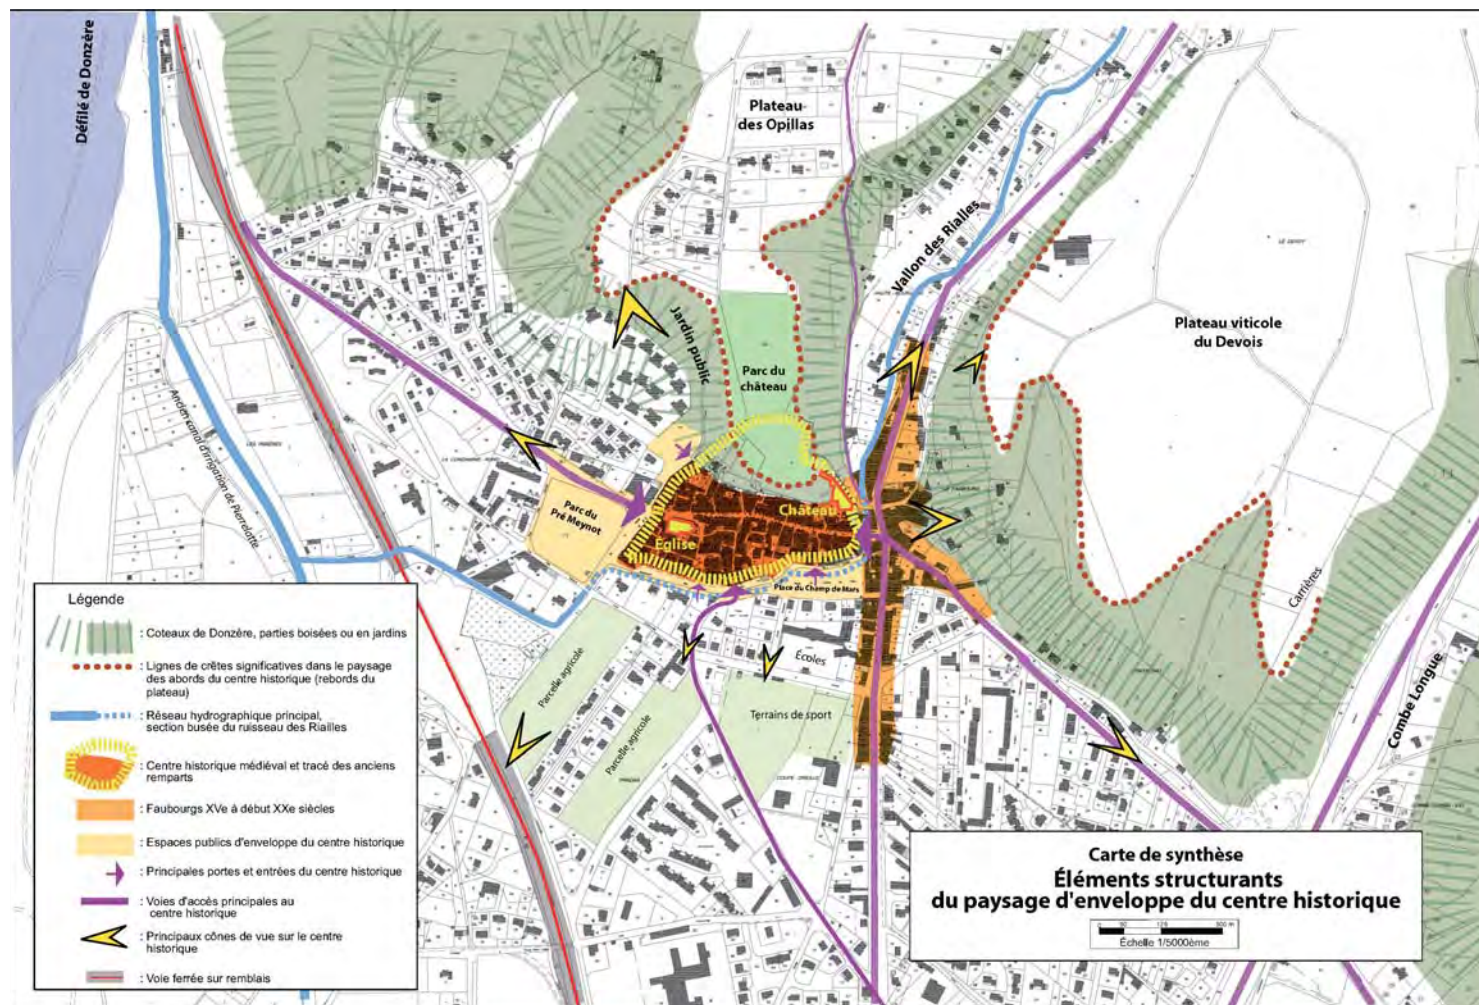 Défilé de Donzère
Plateau
des Opillas
Vallon des Rialles
LE DEVOY
Plateau viticole
du Devois
Jardin public
Parc du
château
Ancien canal d'irrigation de Pierrelatte
Parc du
Pré Meynot
Château
Église
Place du Champ de Mars
Carrières
Écoles
Combe Longue
Parcelle agricole
Parcelle agricole
Terrains de sport
Légende
: Coteaux de Donzère, parties boisées ou en jardins
: Lignes de crêtes significatives dans le paysage
des abords du centre historique (rebords du
plateau)
: Réseau hydrographique principal,
section busée du ruisseau des Riailles
: Centre historique médiéval et tracé des anciens
remparts
: Faubourgs XVe à début XXe siècles
: Espaces publics d'enveloppe du centre historique
: Principales portes et entrées du centre historique
: Voies d'accès principales au
centre historique
: Principaux cônes de vue sur le centre
historique
: Voie ferrée sur remblais
Carte de synthèse
Éléments structurants
du paysage d'enveloppe du centre historique
Échelle 1/5000ème